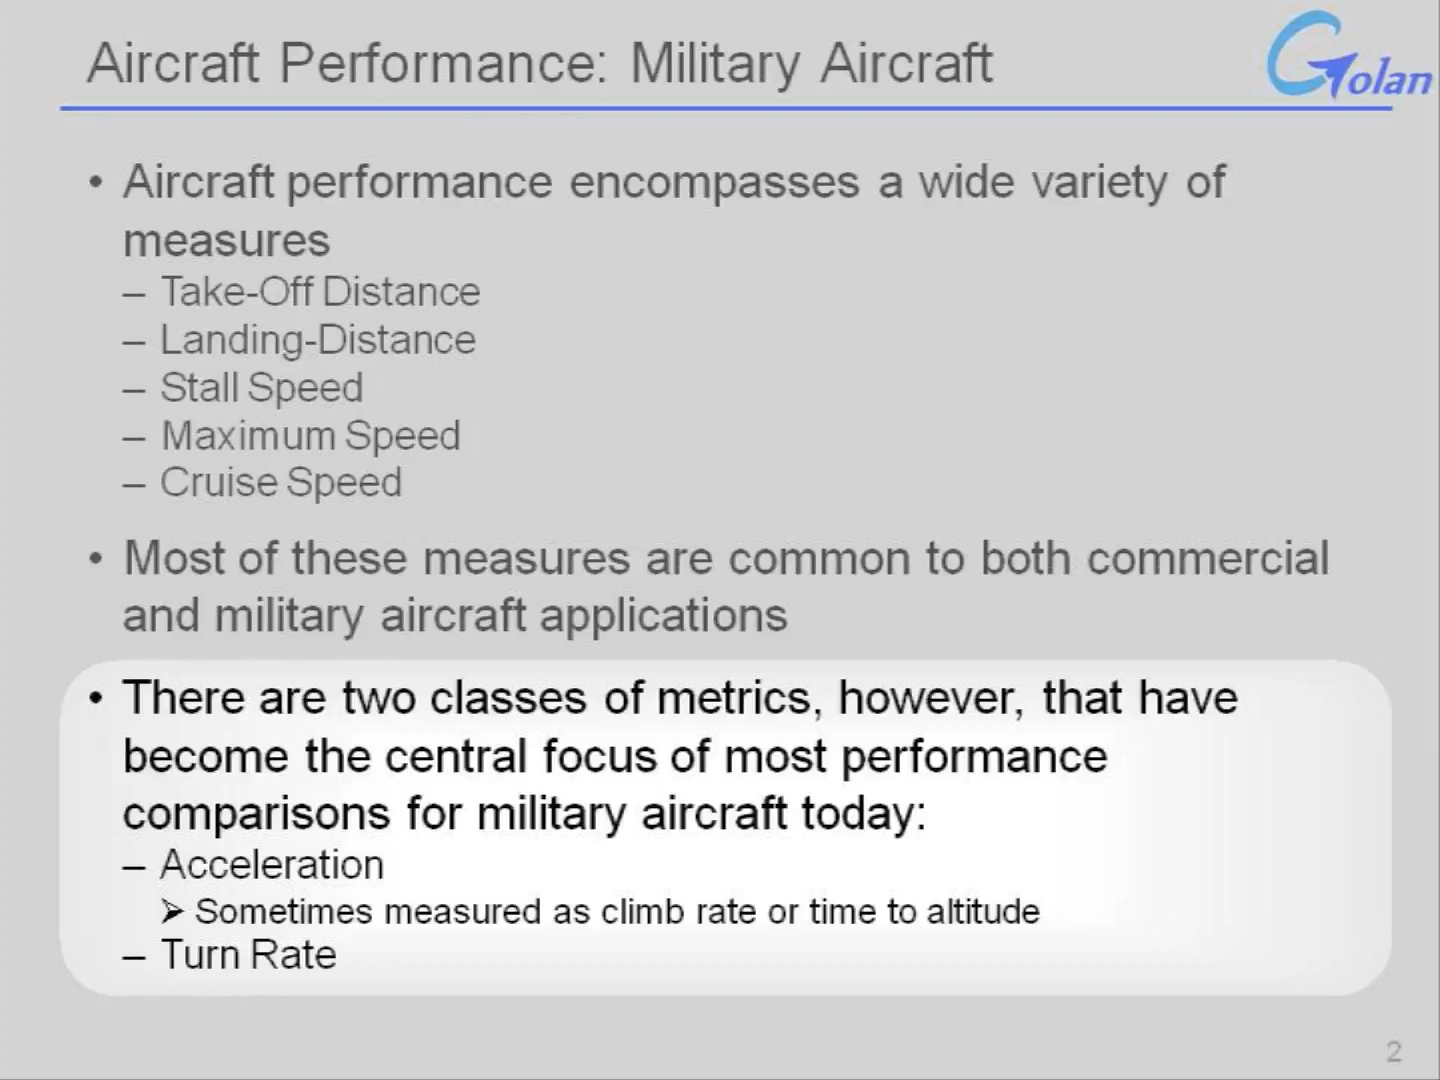 Aircraft Performance: Military Aircraft
Golan
• Aircraft performance encompasses a wide variety of
measures
– Take-Off Distance
– Landing-Distance
– Stall Speed
– Maximum Speed
– Cruise Speed
• Most of these measures are common to both commercial
and military aircraft applications
• There are two classes of metrics, however, that have
become the central focus of most performance
comparisons for military aircraft today:
– Acceleration
➢ Sometimes measured as climb rate or time to altitude
– Turn Rate
2